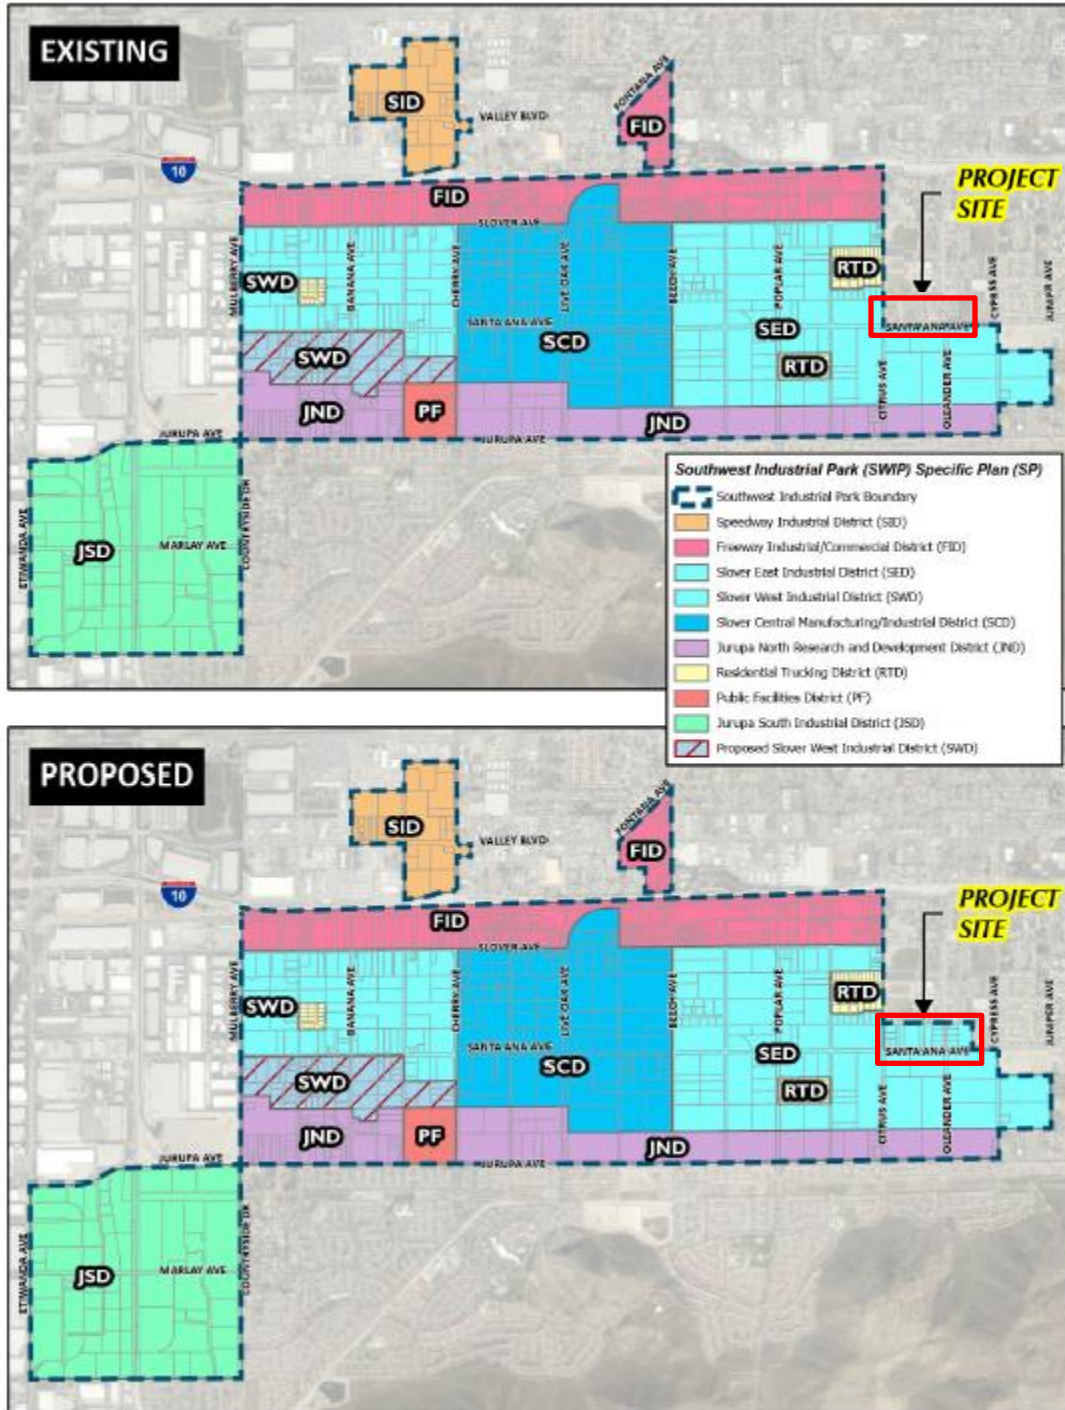 EXISTING
SID
VALLEY BLVD
FONTANA AVE
FID
10
PROJECT
SITE
FID
SLOVER AVE
MULBERRY AVE
SWD
BANANA AVE
CHERRY AVE
LIVE OAK AVE
BEECH AVE
POPLAR AVE
RTD
CYPRESS AVE
JUNIPER AVE
SANTA ANA AVE
SCD
SED
SANTA ANA AVE
SWD
RTD
CITRUS AVE
OLEANDER AVE
JND
PF
JND
JURUPA AVE
JURUPA AVE
ETIWANDA AVE
JSD
MARLAY AVE
COUNTRYSIDE DR
Southwest Industrial Park (SWIP) Specific Plan (SP)
Southwest Industrial Park Boundary
Speedway Industrial District (SID)
Freeway Industrial/Commercial District (FID)
Slover East Industrial District (SED)
Slover West Industrial District (SWD)
Slover Central Manufacturing/Industrial District (SCD)
Jurupa North Research and Development District (JND)
Residential Trucking District (RTD)
Public Facilities District (PF)
Jurupa South Industrial District (JSD)
Proposed Slover West Industrial District (SWD)
PROPOSED
SID
VALLEY BLVD
FONTANA AVE
FID
10
PROJECT
SITE
FID
SLOVER AVE
MULBERRY AVE
SWD
BANANA AVE
CHERRY AVE
LIVE OAK AVE
BEECH AVE
POPLAR AVE
RTD
CYPRESS AVE
JUNIPER AVE
SANTA ANA AVE
SCD
SED
SANTA ANA AVE
SWD
RTD
CITRUS AVE
OLEANDER AVE
JND
PF
JND
JURUPA AVE
JURUPA AVE
ETIWANDA AVE
JSD
MARLAY AVE
COUNTRYSIDE DR